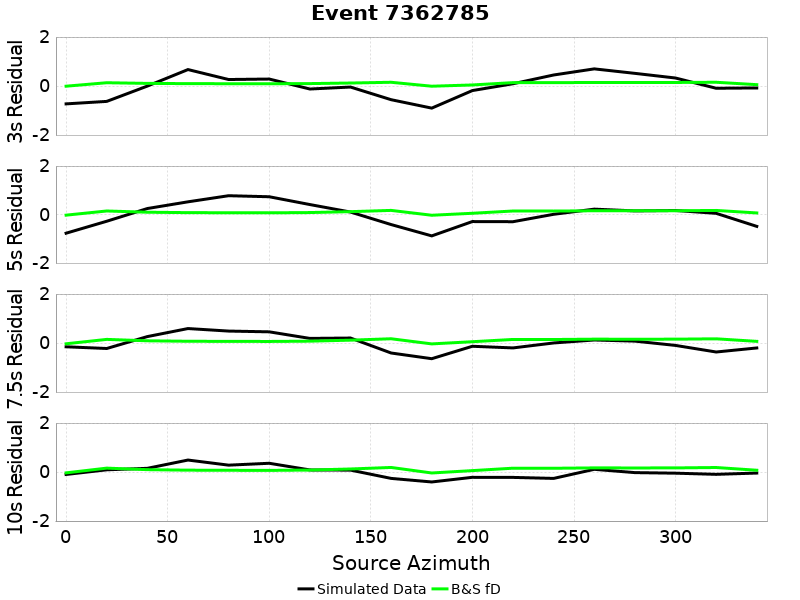 Event 7362785
3s Residual
2
0
-2
5s Residual
2
0
-2
7.5s Residual
2
0
-2
10s Residual
2
0
-2
0 50 100 150 200 250 300
Source Azimuth
Simulated Data B&S fD